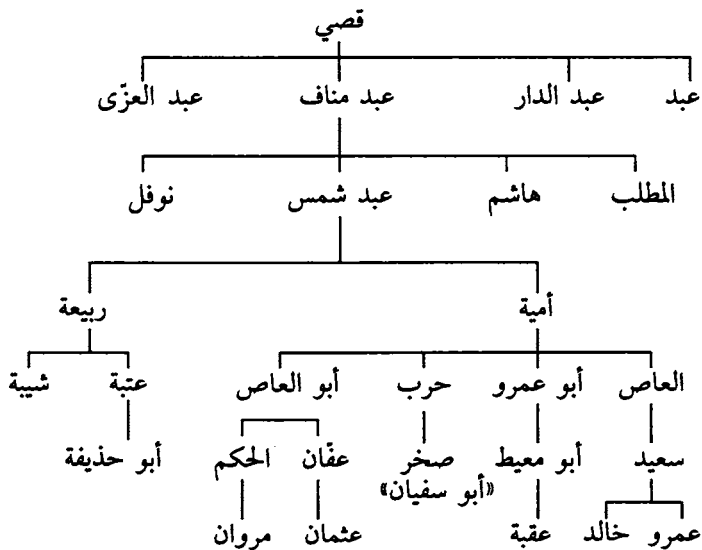 قصي
عبد عبد الدار عبد مناف عبد العزّى
المطلب هاشم عبد شمس نوفل
أمية ربيعة
العاص أبو عمرو حرب أبو العاص عتبة شيبة
سعيد أبو معيط صخر عفّان الحكم أبو حذيفة
«أبو سفيان»
عمرو خالد عقبة عثمان مروان